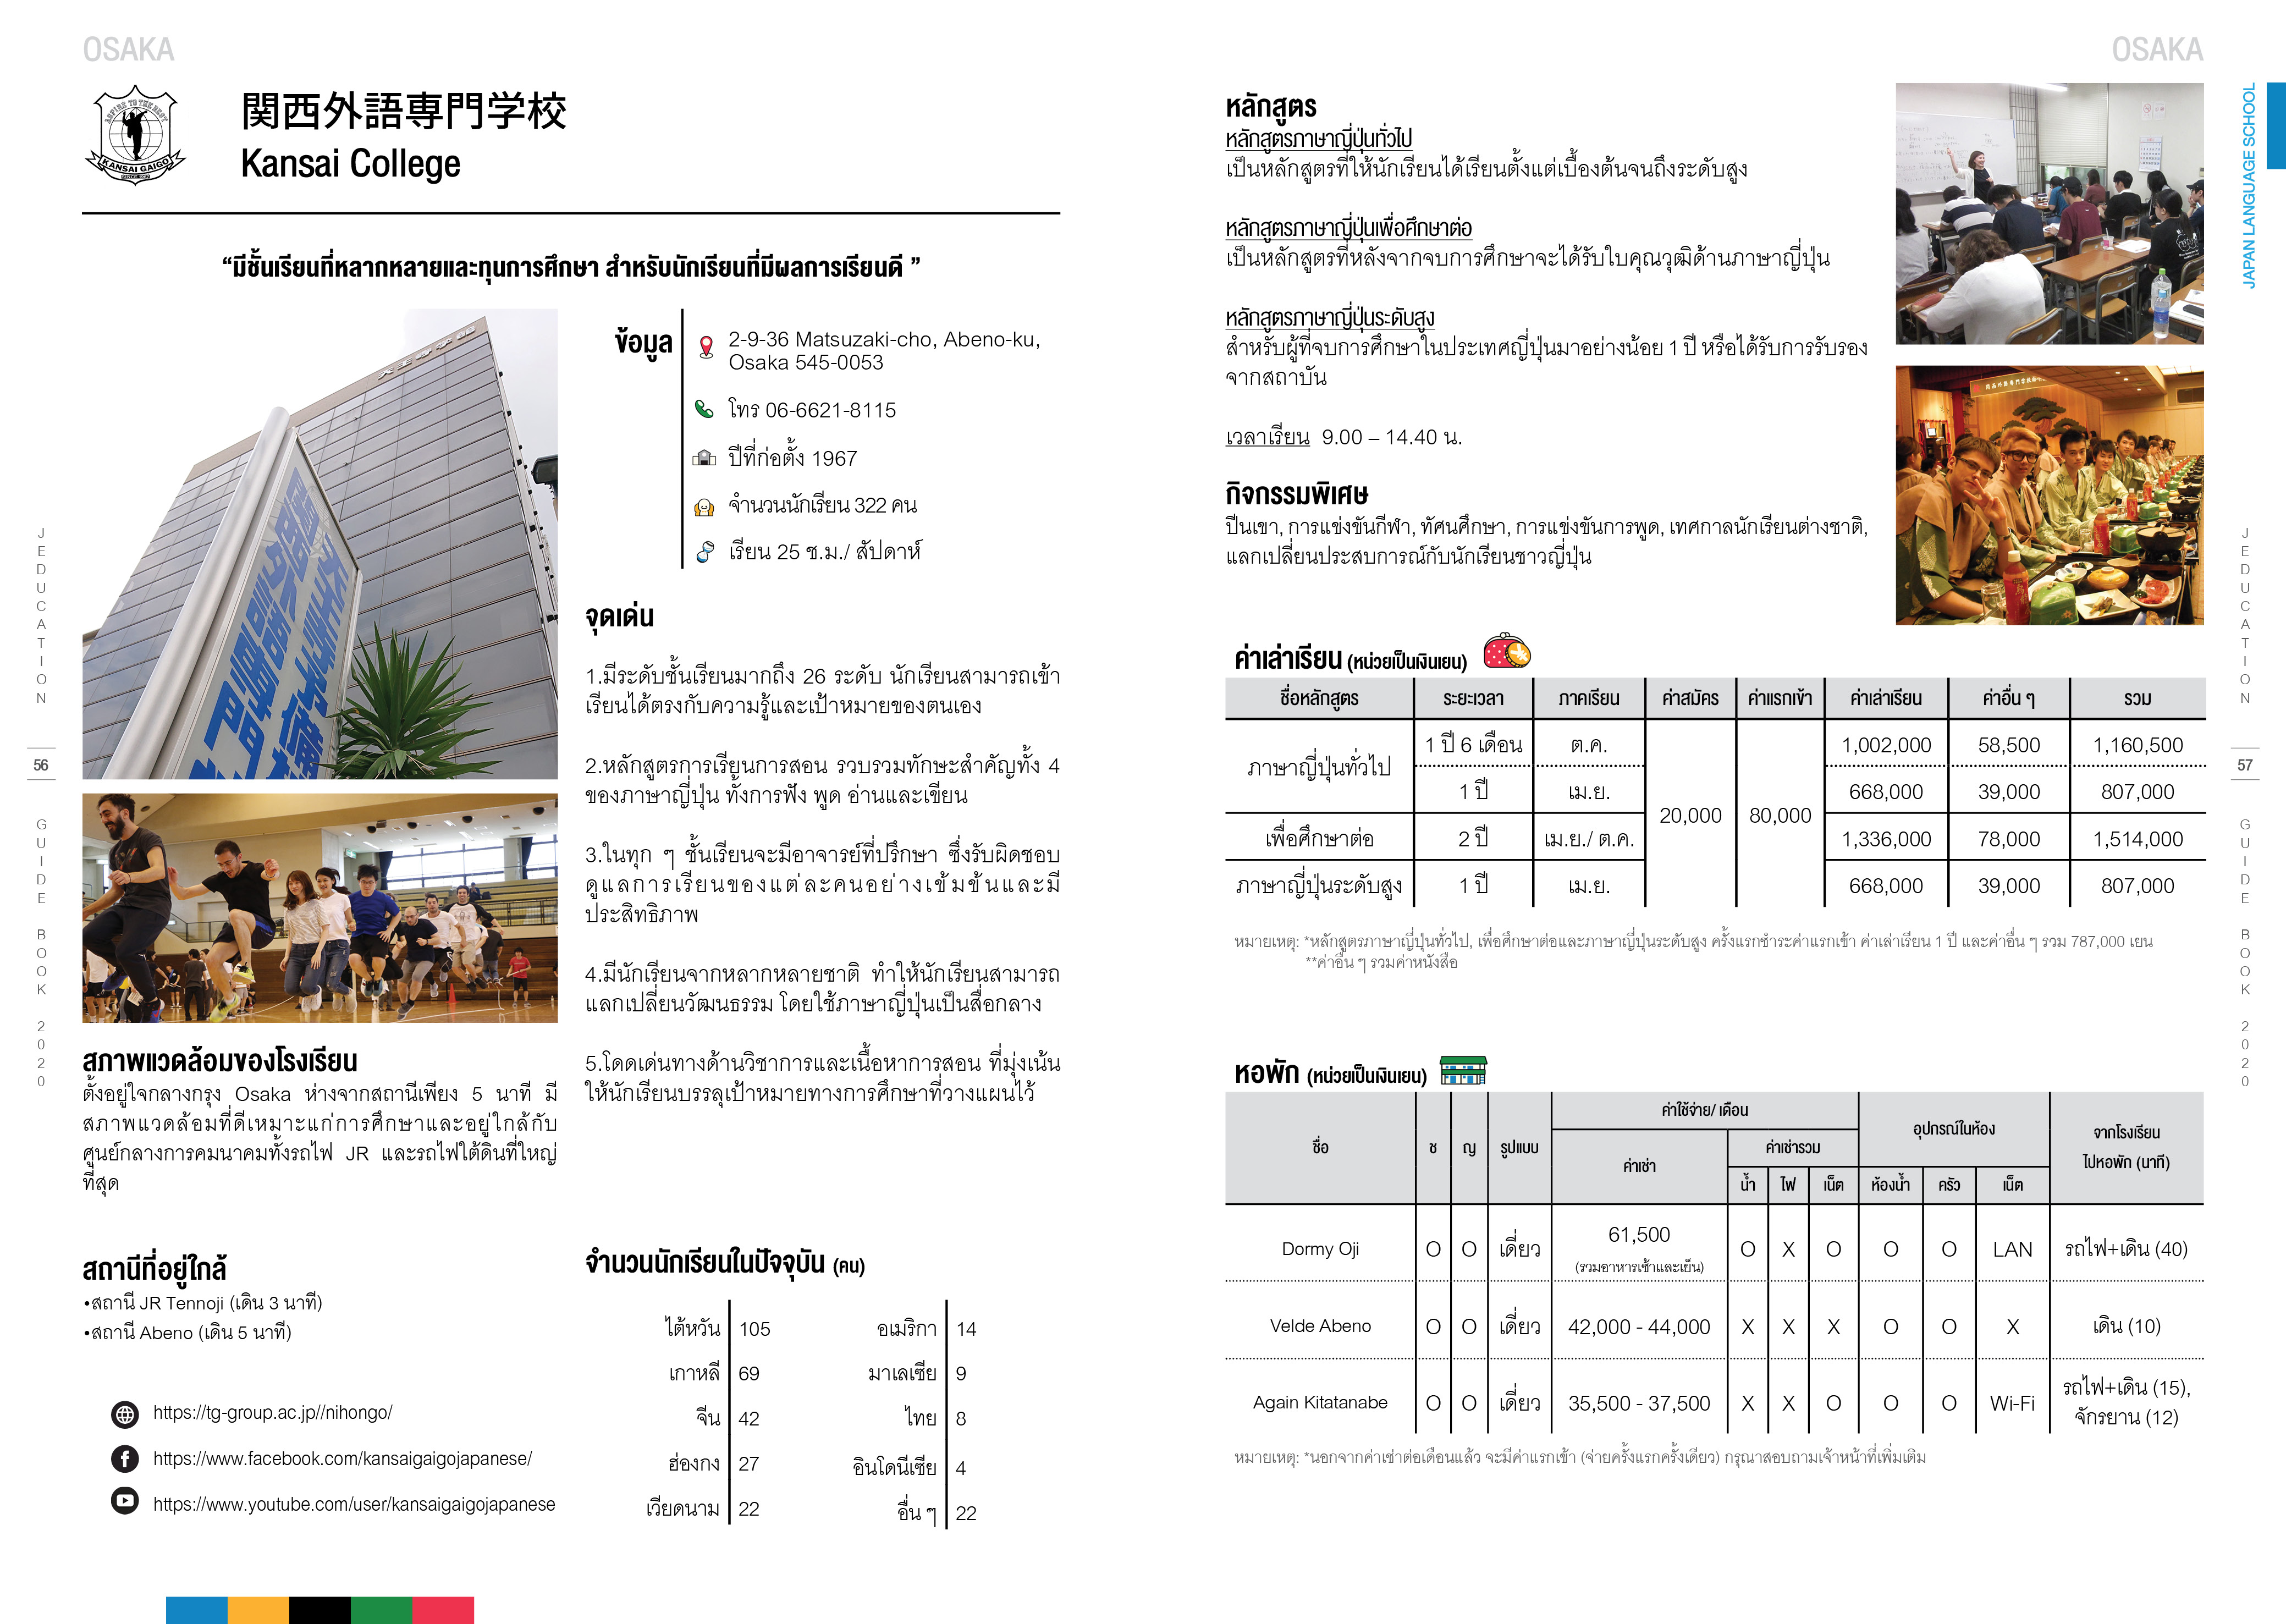 OSAKA
ASPIRE TO THE BEST
KANSAI GAIGO
SINCE 1967
関西外語専門学校
Kansai College
“มีชั้นเรียนที่หลากหลายและทุนการศึกษา สำหรับนักเรียนที่มีผลการเรียนดี ”
ข้อมูล
2-9-36 Matsuzaki-cho, Abeno-ku,
Osaka 545-0053
โทร 06-6621-8115
ปีที่ก่อตั้ง 1967
จำนวนนักเรียน 322 คน
เรียน 25 ช.ม./ สัปดาห์
จุดเด่น
1.มีระดับชั้นเรียนมากถึง 26 ระดับ นักเรียนสามารถเข้า
เรียนได้ตรงกับความรู้และเป้าหมายของตนเอง
2.หลักสูตรการเรียนการสอน รวบรวมทักษะสำคัญทั้ง 4
ของภาษาญี่ปุ่น ทั้งการฟัง พูด อ่านและเขียน
3.ในทุก ๆ ชั้นเรียนจะมีอาจารย์ที่ปรึกษา ซึ่งรับผิดชอบ
ดูแลการเรียนของแต่ละคนอย่างเข้มข้นและมี
ประสิทธิภาพ
4.มีนักเรียนจากหลากหลายชาติ ทำให้นักเรียนสามารถ
แลกเปลี่ยนวัฒนธรรม โดยใช้ภาษาญี่ปุ่นเป็นสื่อกลาง
5.โดดเด่นทางด้านวิชาการและเนื้อหาการสอน ที่มุ่งเน้น
ให้นักเรียนบรรลุเป้าหมายทางการศึกษาที่วางแผนไว้
สภาพแวดล้อมของโรงเรียน
ตั้งอยู่ใจกลางกรุง Osaka ห่างจากสถานีเพียง 5 นาที มี
สภาพแวดล้อมที่ดีเหมาะแก่การศึกษาและอยู่ใกล้กับ
ศูนย์กลางการคมนาคมทั้งรถไฟ JR และรถไฟใต้ดินที่ใหญ่
ที่สุด
สถานีที่อยู่ใกล้
•สถานี JR Tennoji (เดิน 3 นาที)
•สถานี Abeno (เดิน 5 นาที)
https://tg-group.ac.jp//nihongo/
https://www.facebook.com/kansaigaigojapanese/
https://www.youtube.com/user/kansaigaigojapanese
จำนวนนักเรียนในปัจจุบัน (คน)
ไต้หวัน 105
เกาหลี 69
จีน 42
ฮ่องกง 27
เวียดนาม 22
อเมริกา 14
มาเลเซีย 9
ไทย 8
อินโดนีเซีย 4
อื่น ๆ 22
JEDUCATION
56
GUIDE BOOK 2020
OSAKA
JAPAN LANGUAGE SCHOOL
หลักสูตร
หลักสูตรภาษาญี่ปุ่นทั่วไป
เป็นหลักสูตรที่ให้นักเรียนได้เรียนตั้งแต่เบื้องต้นจนถึงระดับสูง
หลักสูตรภาษาญี่ปุ่นเพื่อศึกษาต่อ
เป็นหลักสูตรที่หลังจากจบการศึกษาจะได้รับใบคุณวุฒิด้านภาษาญี่ปุ่น
หลักสูตรภาษาญี่ปุ่นระดับสูง
สำหรับผู้ที่จบการศึกษาในประเทศญี่ปุ่นมาอย่างน้อย 1 ปี หรือได้รับการรับรอง
จากสถาบัน
เวลาเรียน 9.00 – 14.40 น.
กิจกรรมพิเศษ
ปีนเขา, การแข่งขันกีฬา, ทัศนศึกษา, การแข่งขันการพูด, เทศกาลนักเรียนต่างชาติ,
แลกเปลี่ยนประสบการณ์กับนักเรียนชาวญี่ปุ่น
ค่าเล่าเรียน (หน่วยเป็นเงินเยน)
ชื่อหลักสูตร ระยะเวลา ภาคเรียน ค่าสมัคร ค่าแรกเข้า ค่าเล่าเรียน ค่าอื่น ๆ รวม
ภาษาญี่ปุ่นทั่วไป 1 ปี 6 เดือน ต.ค. 20,000 80,000 1,002,000 58,500 1,160,500
1 ปี เม.ย. 668,000 39,000 807,000
เพื่อศึกษาต่อ 2 ปี เม.ย./ ต.ค. 1,336,000 78,000 1,514,000
ภาษาญี่ปุ่นระดับสูง 1 ปี เม.ย. 668,000 39,000 807,000
หมายเหตุ: *หลักสูตรภาษาญี่ปุ่นทั่วไป, เพื่อศึกษาต่อและภาษาญี่ปุ่นระดับสูง ครั้งแรกชำระค่าแรกเข้า ค่าเล่าเรียน 1 ปี และค่าอื่น ๆ รวม 787,000 เยน
**ค่าอื่น ๆ รวมค่าหนังสือ
หอพัก (หน่วยเป็นเงินเยน)
ชื่อ ช ญ รูปแบบ ค่าใช้จ่าย/ เดือน อุปกรณ์ในห้อง จากโรงเรียน
ไปหอพัก (นาที)
ค่าเช่า ค่าเช่ารวม
น้ำ ไฟ เน็ต ห้องน้ำ ครัว เน็ต
Dormy Oji O O เดี่ยว 61,500 O X O O O LAN รถไฟ+เดิน (40)
(รวมอาหารเช้าและเย็น)
Velde Abeno O O เดี่ยว 42,000 - 44,000 X X X O O X เดิน (10)
Again Kitatanabe O O เดี่ยว 35,500 - 37,500 X X O O O Wi-Fi รถไฟ+เดิน (15),
จักรยาน (12)
หมายเหตุ: *นอกจากค่าเช่าต่อเดือนแล้ว จะมีค่าแรกเข้า (จ่ายครั้งแรกครั้งเดียว) กรุณาสอบถามเจ้าหน้าที่เพิ่มเติม
JEDUCATION
57
GUIDE BOOK 2020